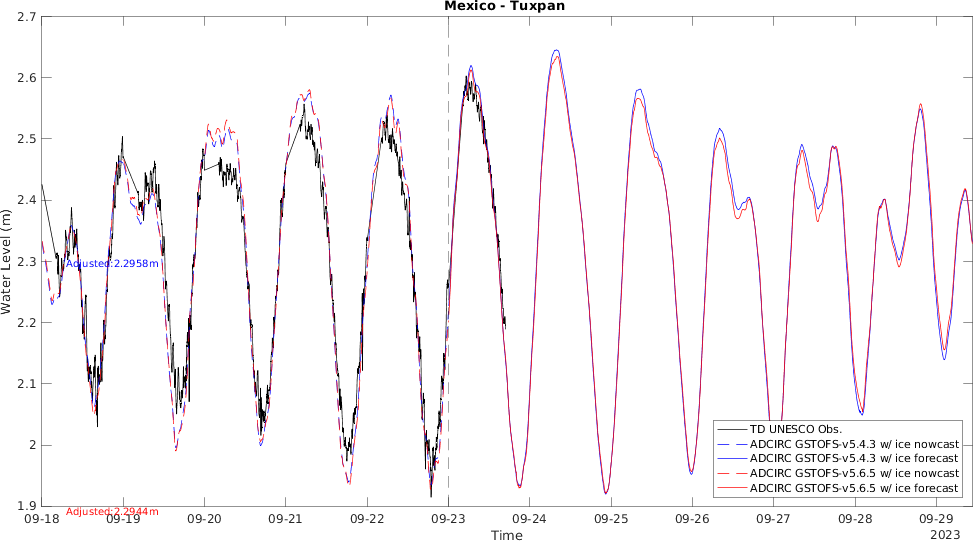 Mexico - Tuxpan
2.7
2.6
2.5
2.4
2.3
2.2
2.1
2
1.9
Water Level (m)
Adjusted:2.2958m
Adjusted:2.2944m
TD UNESCO Obs.
ADCIRC GSTOFS-v5.4.3 w/ ice nowcast
ADCIRC GSTOFS-v5.4.3 w/ ice forecast
ADCIRC GSTOFS-v5.6.5 w/ ice nowcast
ADCIRC GSTOFS-v5.6.5 w/ ice forecast
09-18 09-19 09-20 09-21 09-22 09-23 09-24 09-25 09-26 09-27 09-28 09-29
2023
Time